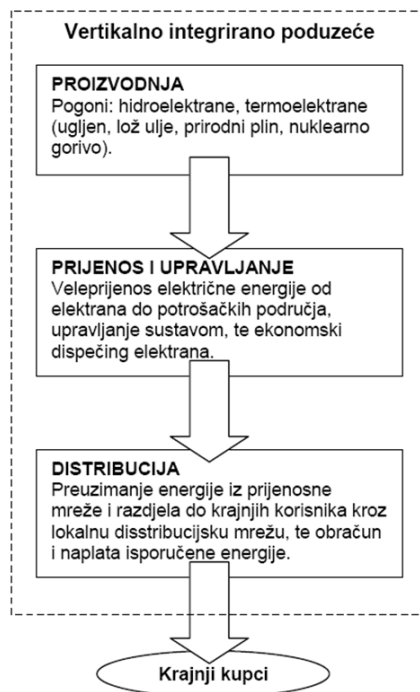 Vertikalno integrirano poduzeće
PROIZVODNJA
Pogoni: hidroelektrane, termoelektrane
(ugljen, lož ulje, prirodni plin, nuklearno
gorivo).
PRIJENOS I UPRAVLJANJE
Veleprijenos električne energije od
elektrana do potrošačkih područja,
upravljanje sustavom, te ekonomski
dispečing elektrana.
DISTRIBUCIJA
Preuzimanje energije iz prijenosne
mreže i razdjela do krajnjih korisnika kroz
lokalnu disstribucijsku mrežu, te obračun
i naplata isporučene energije.
Krajnji kupci